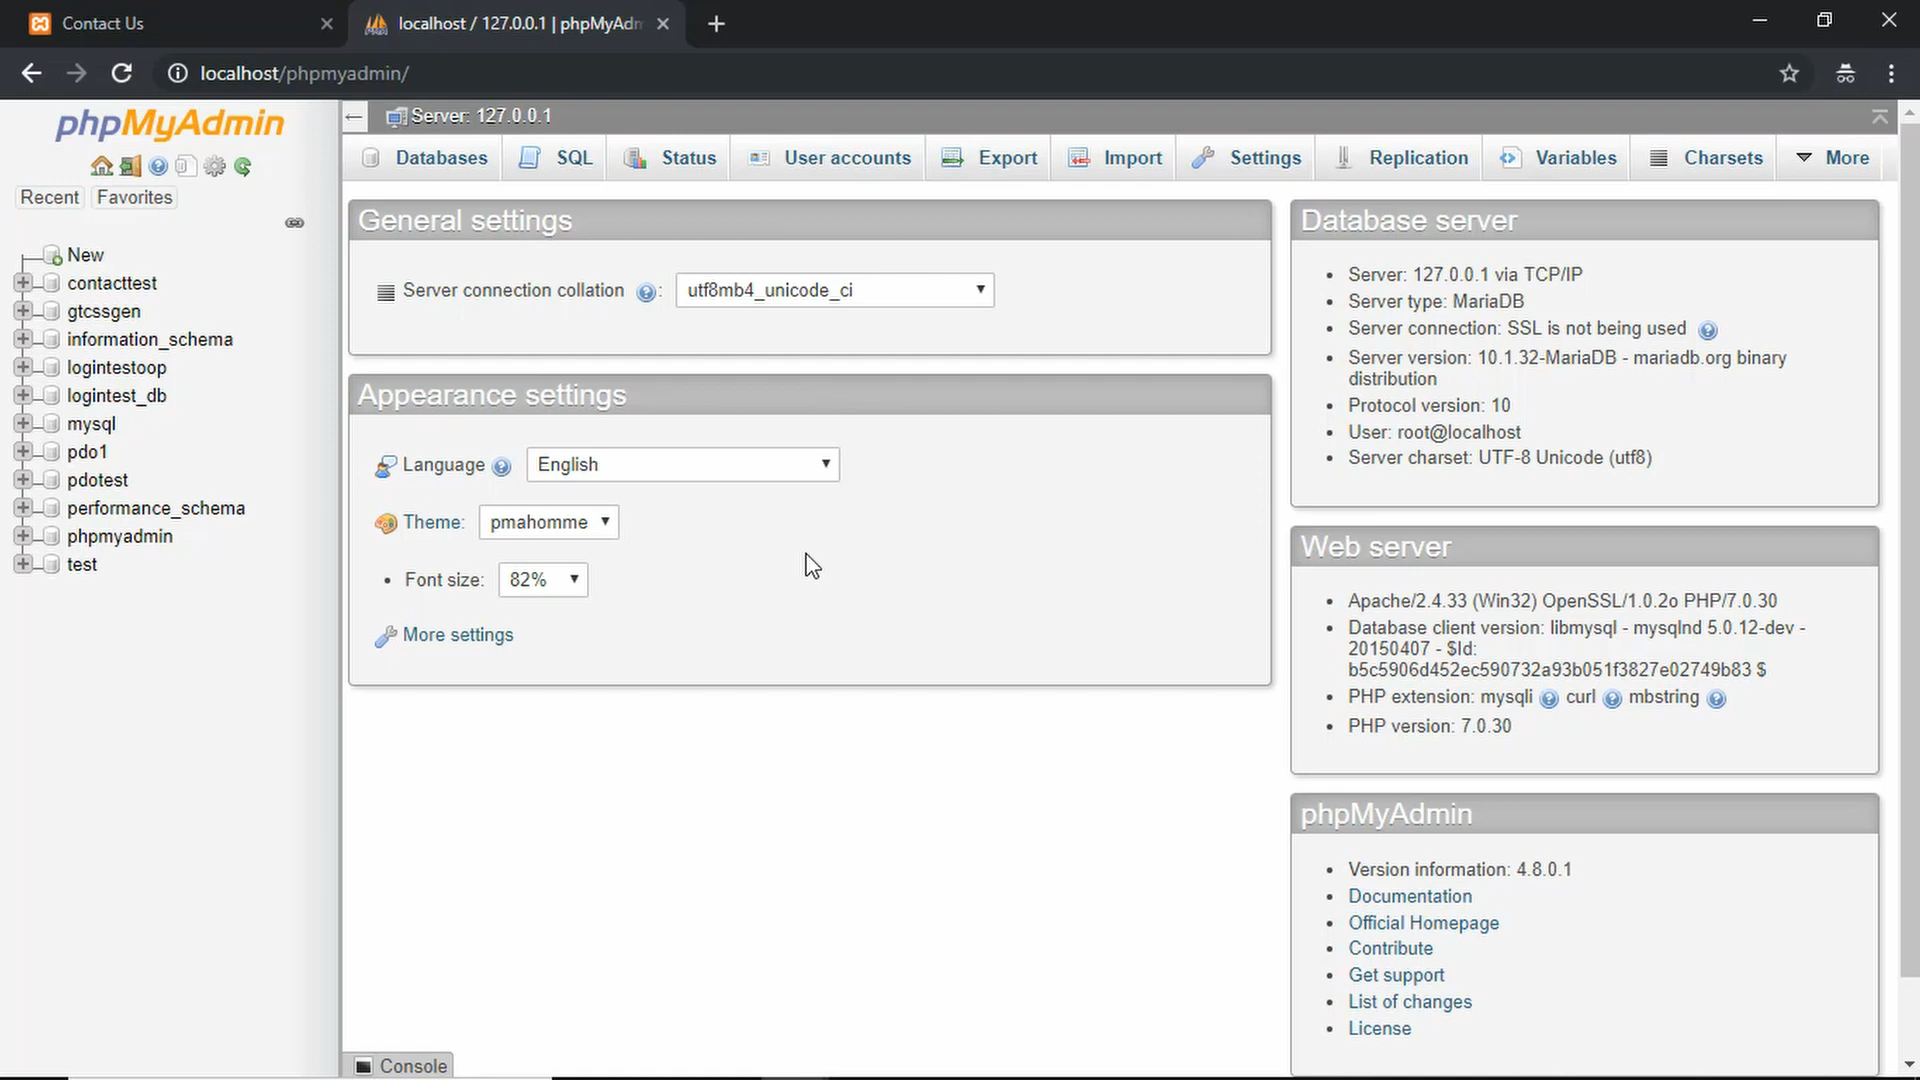 Contact Us
localhost / 127.0.0.1 | phpMyAdm
localhost/phpmyadmin/
phpMyAdmin
Recent Favorites
New
contacttest
gtcssgen
information_schema
logintestoop
logintest_db
mysql
pdo1
pdotest
performance_schema
phpmyadmin
test
Server: 127.0.0.1
Databases SQL Status User accounts Export Import Settings Replication Variables Charsets More
General settings
Server connection collation : utf8mb4_unicode_ci
Appearance settings
Language English
Theme: pmahomme
Font size: 82%
More settings
Database server
Server: 127.0.0.1 via TCP/IP
Server type: MariaDB
Server connection: SSL is not being used
Server version: 10.1.32-MariaDB - mariadb.org binary
distribution
Protocol version: 10
User: root@localhost
Server charset: UTF-8 Unicode (utf8)
Web server
Apache/2.4.33 (Win32) OpenSSL/1.0.2o PHP/7.0.30
Database client version: libmysql - mysqlnd 5.0.12-dev -
20150407 - $Id:
b5c5906d452ec590732a93b051f3827e02749b83 $
PHP extension: mysqli curl mbstring
PHP version: 7.0.30
phpMyAdmin
Version information: 4.8.0.1
Documentation
Official Homepage
Contribute
Get support
List of changes
License
Console